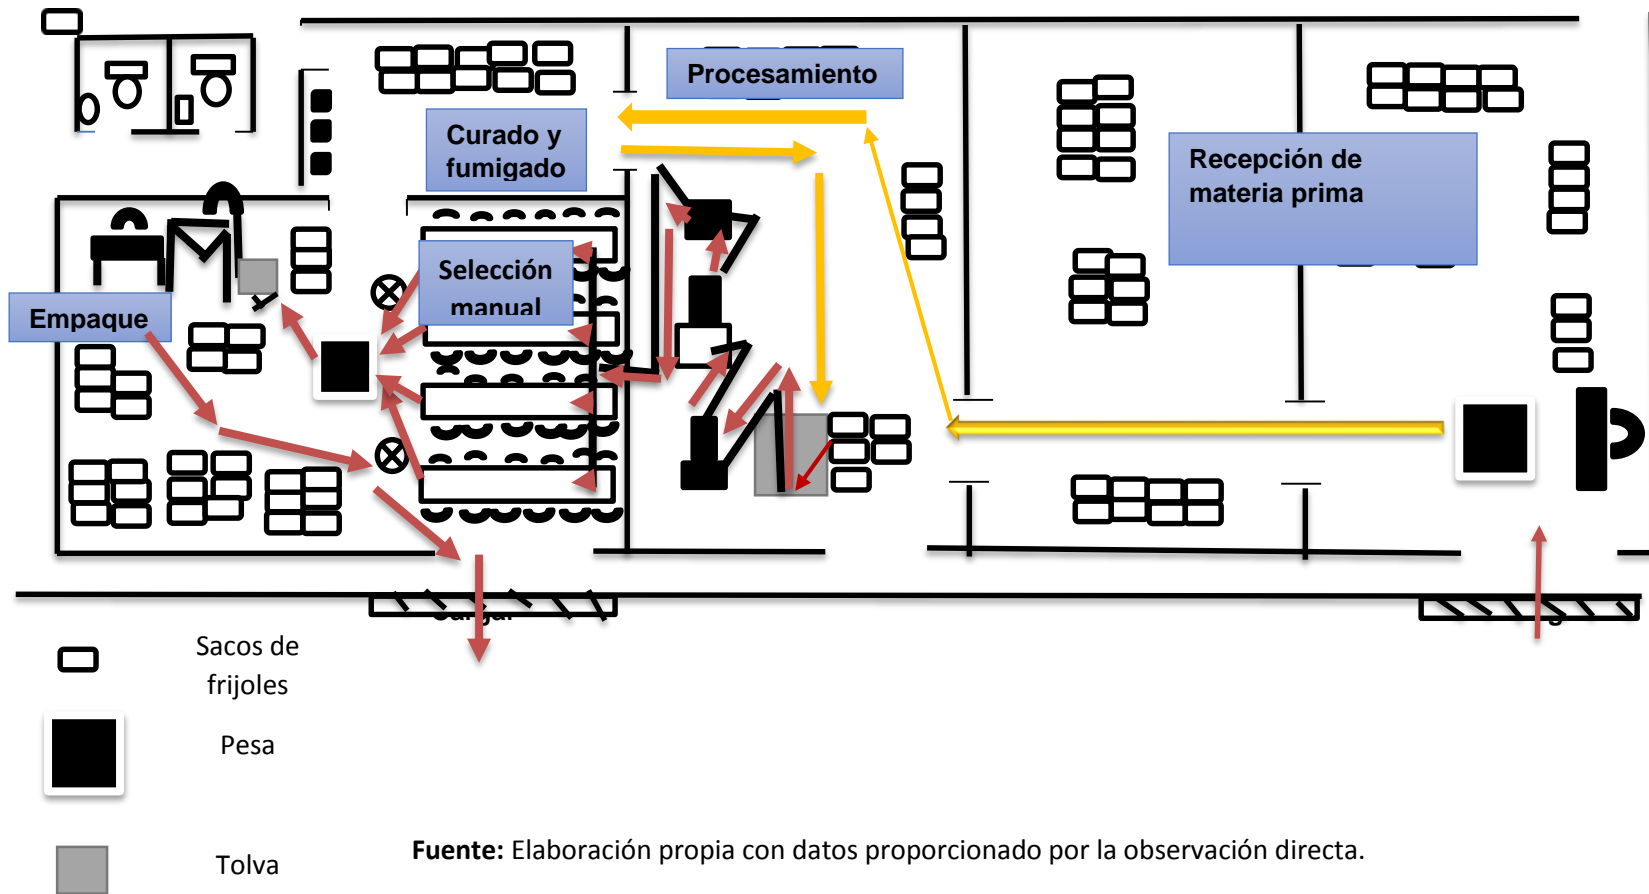 Procesamiento
Curado y
fumigado
Recepción de
materia prima
Selección
manual
Empaque
Sacos de
frijoles
Pesa
Tolva
Fuente: Elaboración propia con datos proporcionado por la observación directa.